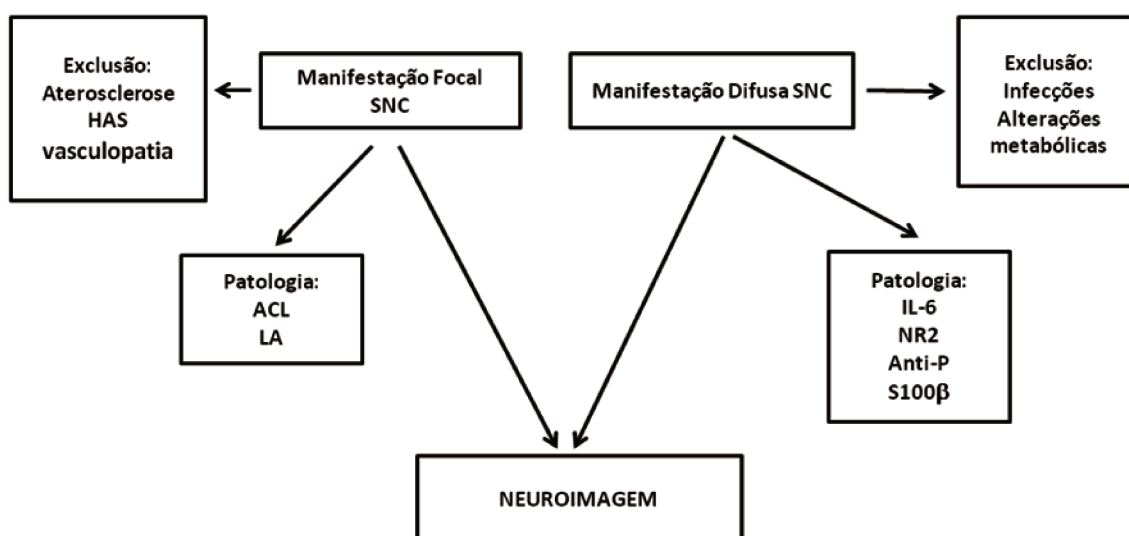 Exclusão:
Aterosclerose
HAS
vasculopatia
Manifestação Focal
SNC
Manifestação Difusa SNC
Exclusão:
Infecções
Alterações
metabólicas
Patologia:
ACL
LA
Patologia:
IL-6
NR2
Anti-P
S100β
NEUROIMAGEM